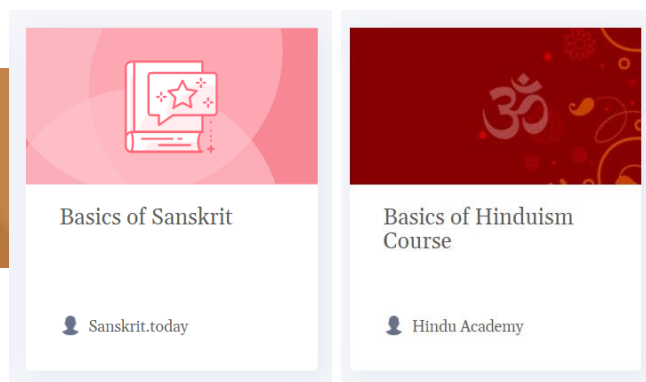 ॐ
Basics of Sanskrit
Sanskrit.today
Basics of Hinduism
Course
Hindu Academy